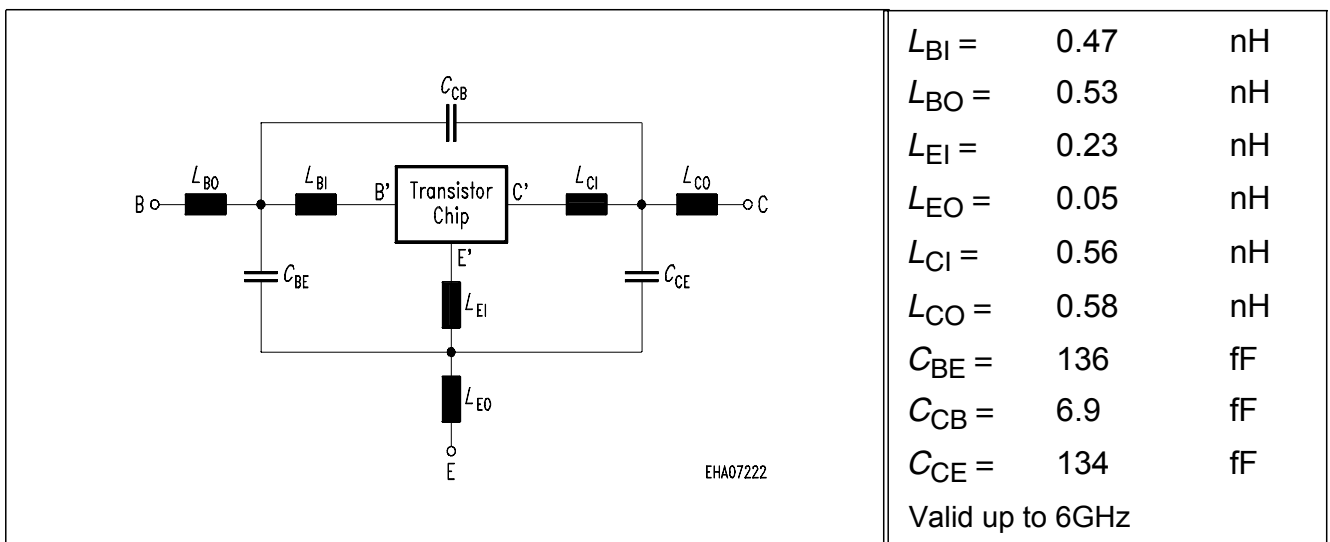 C_CB
L_BO
L_BI
B'
Transistor
Chip
C'
L_CI
L_CO
B
C
E'
C_BE
C_CE
L_EI
L_EO
E
EHA07222
L_BI = 0.47 nH
L_BO = 0.53 nH
L_EI = 0.23 nH
L_EO = 0.05 nH
L_CI = 0.56 nH
L_CO = 0.58 nH
C_BE = 136 fF
C_CB = 6.9 fF
C_CE = 134 fF
Valid up to 6GHz